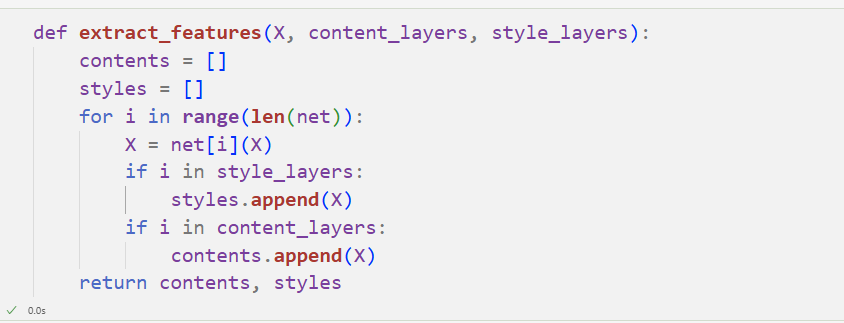 def extract_features(X, content_layers, style_layers):
    contents = []
    styles = []
    for i in range(len(net)):
        X = net[i](X)
        if i in style_layers:
            styles.append(X)
        if i in content_layers:
            contents.append(X)
    return contents, styles
✓ 0.0s